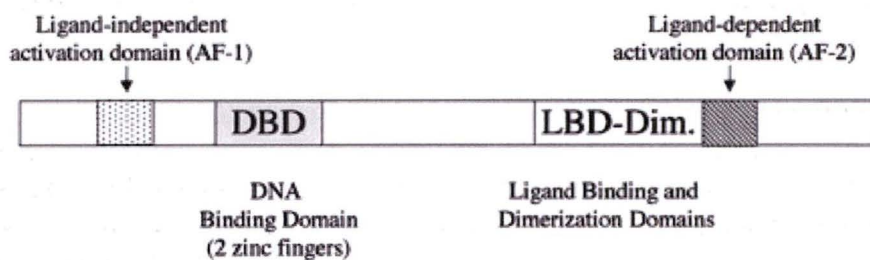 Ligand-independent
activation domain (AF-1)
Ligand-dependent
activation domain (AF-2)
DBD
LBD-Dim.
DNA
Binding Domain
(2 zinc fingers)
Ligand Binding and
Dimerization Domains